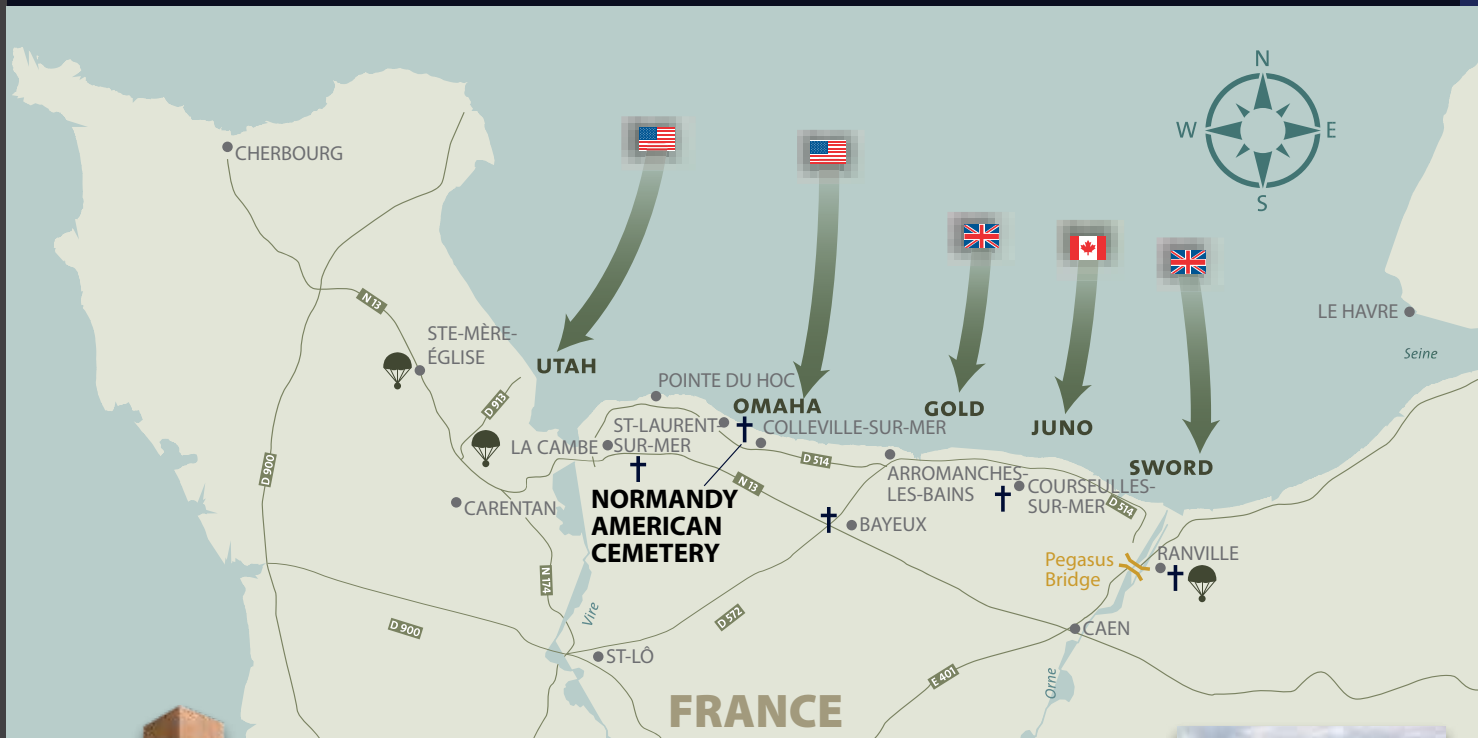 N
W
E
S
CHERBOURG
N 13
STE-MÈRE-
ÉGLISE
UTAH
POINTE DU HOC
OMAHA
GOLD
JUNO
SWORD
LE HAVRE
Seine
D 913
ST-LAURENT-
SUR-MER
COLLEVILLE-SUR-MER
LA CAMBE
D 514
D 900
N 13
ARROMANCHES-
LES-BAINS
COURSEULLES-
SUR-MER
D 514
CARENTAN
NORMANDY
AMERICAN
CEMETERY
BAYEUX
Pegasus
Bridge
RANVILLE
N 174
Vire
D 572
D 900
CAEN
ST-LÔ
E 401
Orne
FRANCE